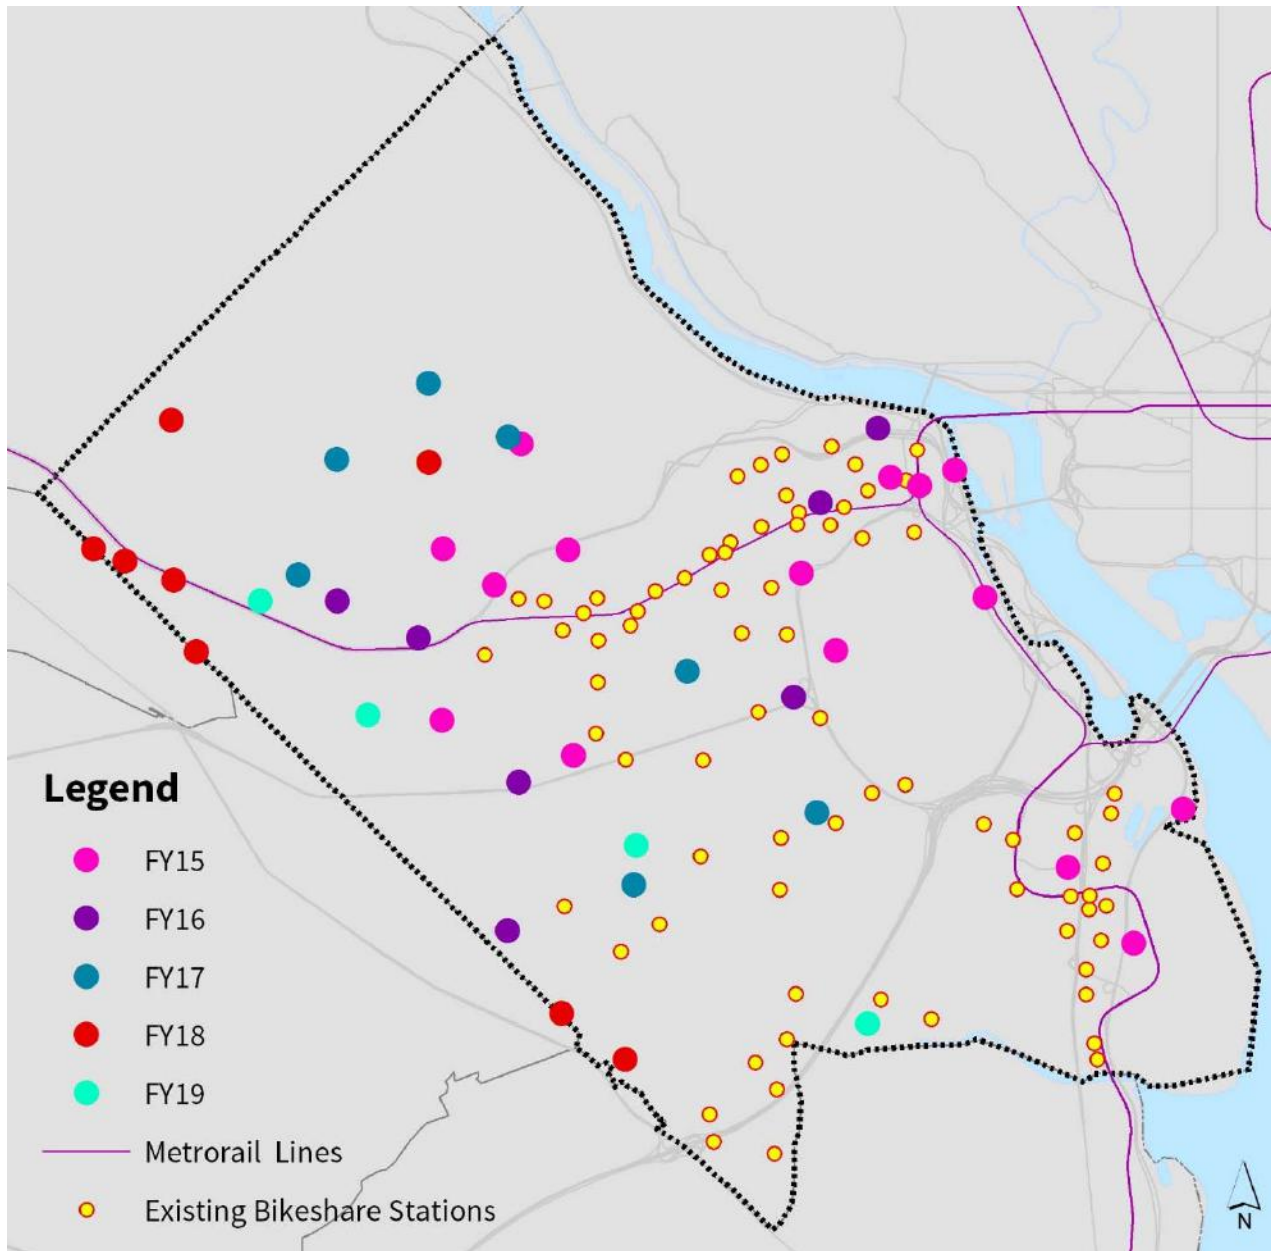 Legend
FY15
FY16
FY17
FY18
FY19
Metrorail Lines
Existing Bikeshare Stations
N